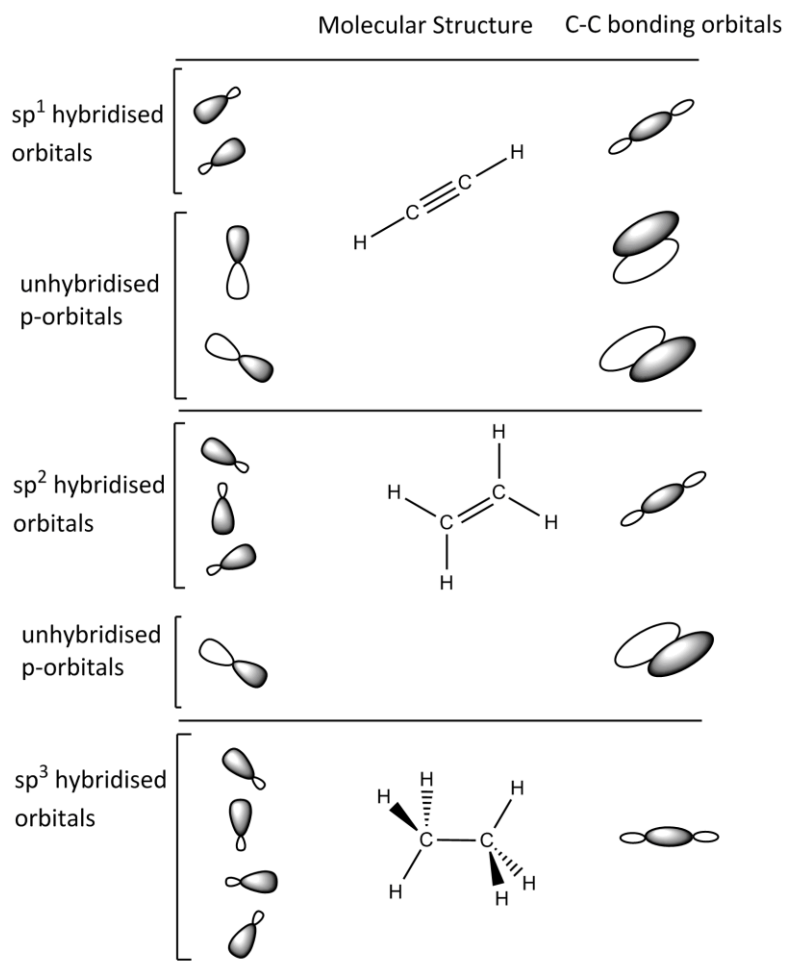 Molecular Structure C-C bonding orbitals
sp¹ hybridised
orbitals
H
C
C
H
unhybridised
p-orbitals
sp² hybridised
orbitals
H
H
C
C
H
H
unhybridised
p-orbitals
sp³ hybridised
orbitals
H
H
H
C
C
H
H
H